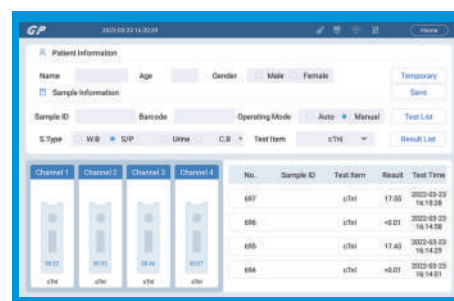 GP 2022-03-23 16:20:39 Home
Patient Information
Name Age Gender Male Female Temporary
Sample Information Save
Sample ID Barcode Operating Mode Auto Manual Test List
S.Type W.B S/P Urine C.B Test Item cTnI Result List
Channel 1 Channel 2 Channel 3 Channel 4 No. Sample ID Test Item Result Test Time
697 cTnI 17.55 2022-03-23
16:15:28
696 cTnI <0.01 2022-03-23
16:14:58
695 cTnI 17.43 2022-03-23
16:14:29
694 cTnI <0.01 2022-03-23
16:14:01
cTnI cTnI cTnI cTnI